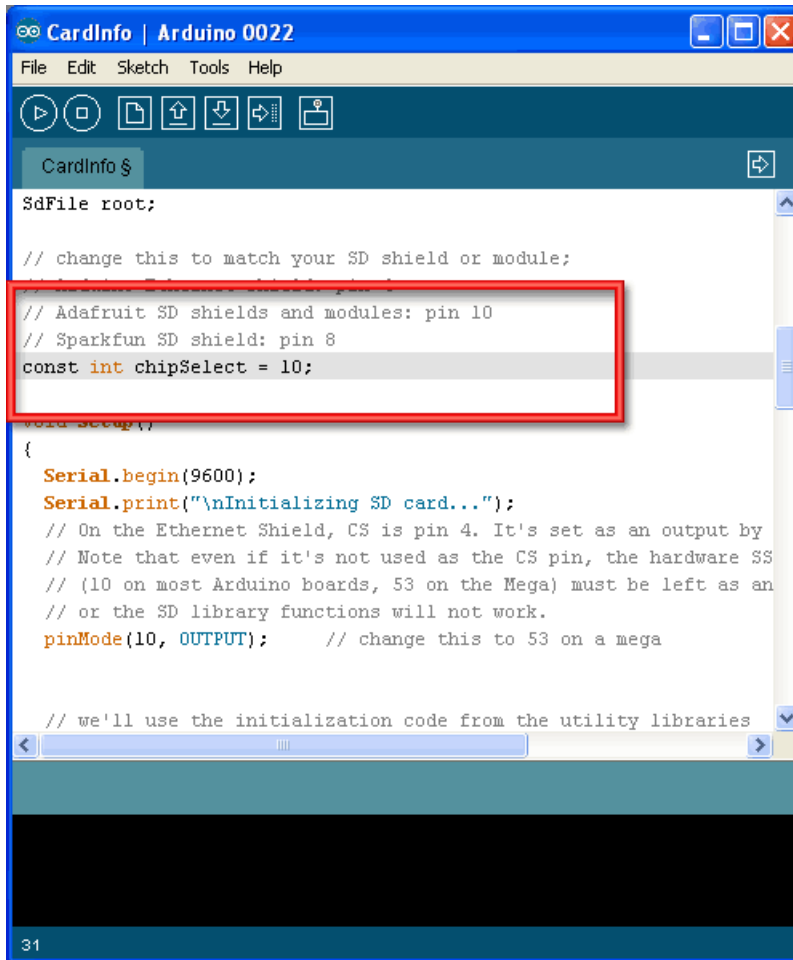 CardInfo | Arduino 0022
File Edit Sketch Tools Help
CardInfo §
SdFile root;
// change this to match your SD shield or module;
// Adafruit SD shields and modules: pin 10
// Sparkfun SD shield: pin 8
const int chipSelect = 10;
void setup()
{
Serial.begin(9600);
Serial.print("\nInitializing SD card...");
// On the Ethernet Shield, CS is pin 4. It's set as an output by
// Note that even if it's not used as the CS pin, the hardware SS
// (10 on most Arduino boards, 53 on the Mega) must be left as an
// or the SD library functions will not work.
pinMode(10, OUTPUT); // change this to 53 on a mega
// we'll use the initialization code from the utility libraries
31